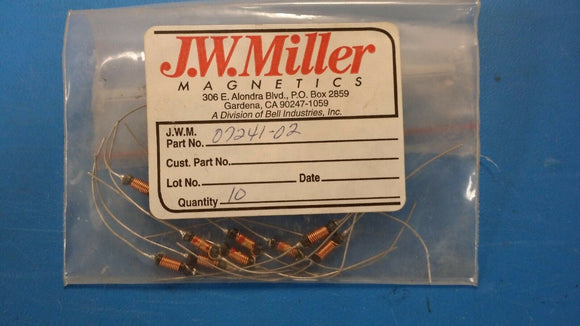 J.W.Miller
MAGNETICS
306 E. Alondra Blvd., P.O. Box 2859
Gardena, CA 90247-1059
A Division of Bell Industries, Inc.
J.W.M.
Part No. 07241-02
Cust. Part No.
Lot No. Date
Quantity 10